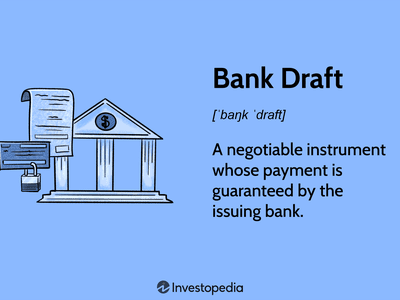 Bank Draft
[ˈbaŋk ˈdraft]
A negotiable instrument
whose payment is
guaranteed by the
issuing bank.
$
Investopedia